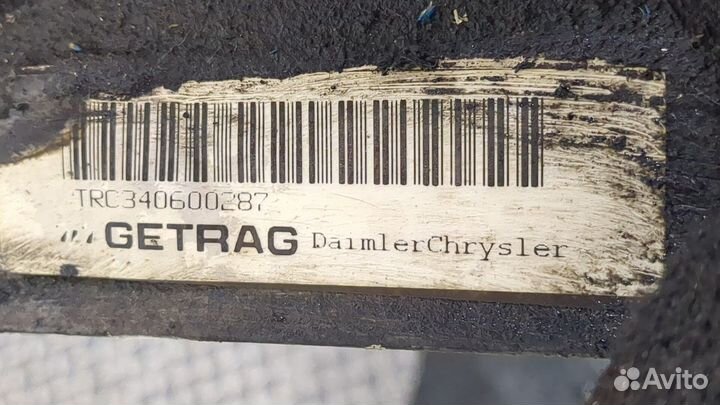 TRC340600287
GETRAG DaimlerChrysler
Avito